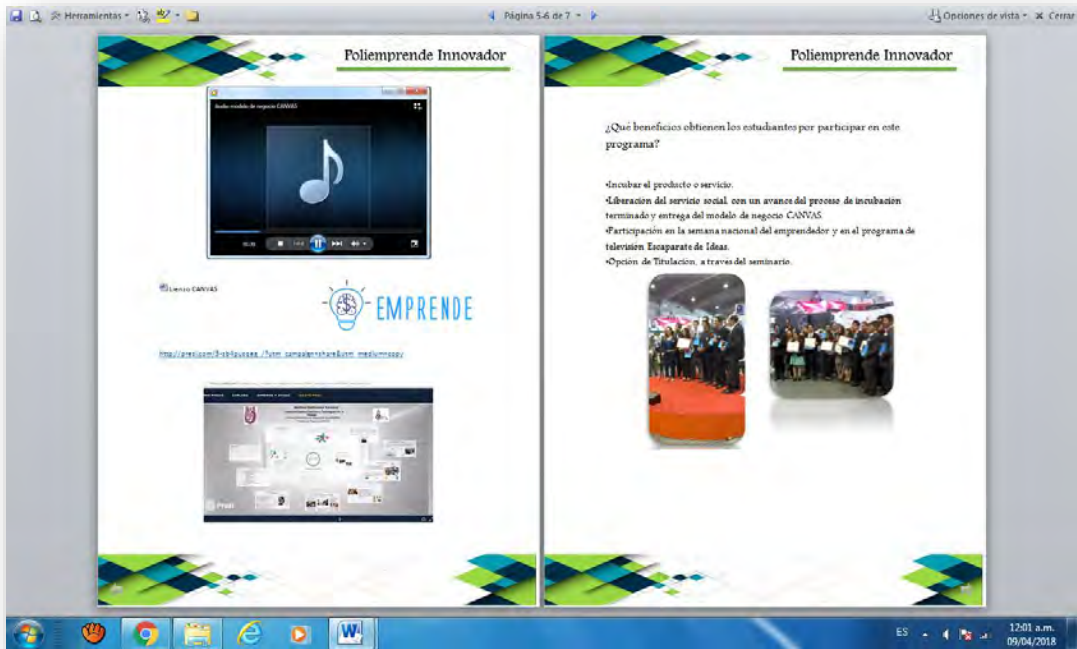 Herramientas
Página 5-6 de 7
Opciones de vista
Cerrar
Poliemprende Innovador
Audio modelo de negocio CANVAS
Lienzo CANVAS
EMPRENDE
Prezi
Poliemprende Innovador
¿Qué beneficios obtienen los estudiantes por participar en este
programa?
•Incubar el producto o servicio.
•Liberación del servicio social, con un avance del proceso de incubación
terminado y entrega del modelo de negocio CANVAS.
•Participación en la semana nacional del emprendedor y en el programa de
televisión Escaparate de Ideas.
•Opción de Titulación, a través del seminario.
ES
12:01 a.m.
09/04/2018